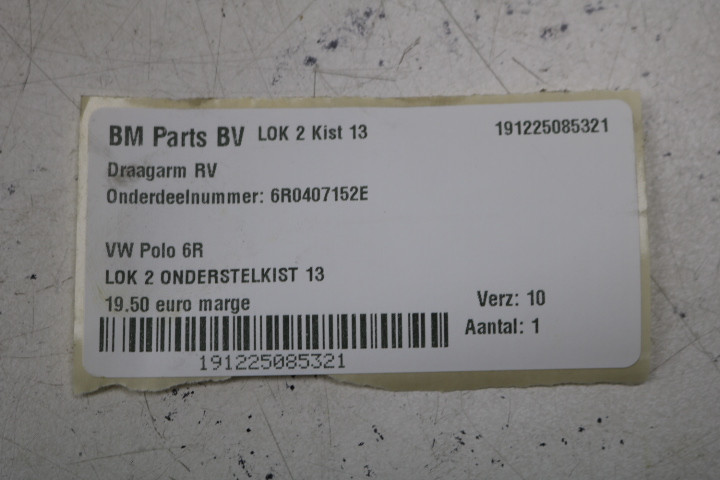 BM Parts BV LOK 2 Kist 13 191225085321
Draagarm RV
Onderdeelnummer: 6R0407152E
VW Polo 6R
LOK 2 ONDERSTELKIST 13
19.50 euro marge Verz: 10
Aantal: 1
191225085321